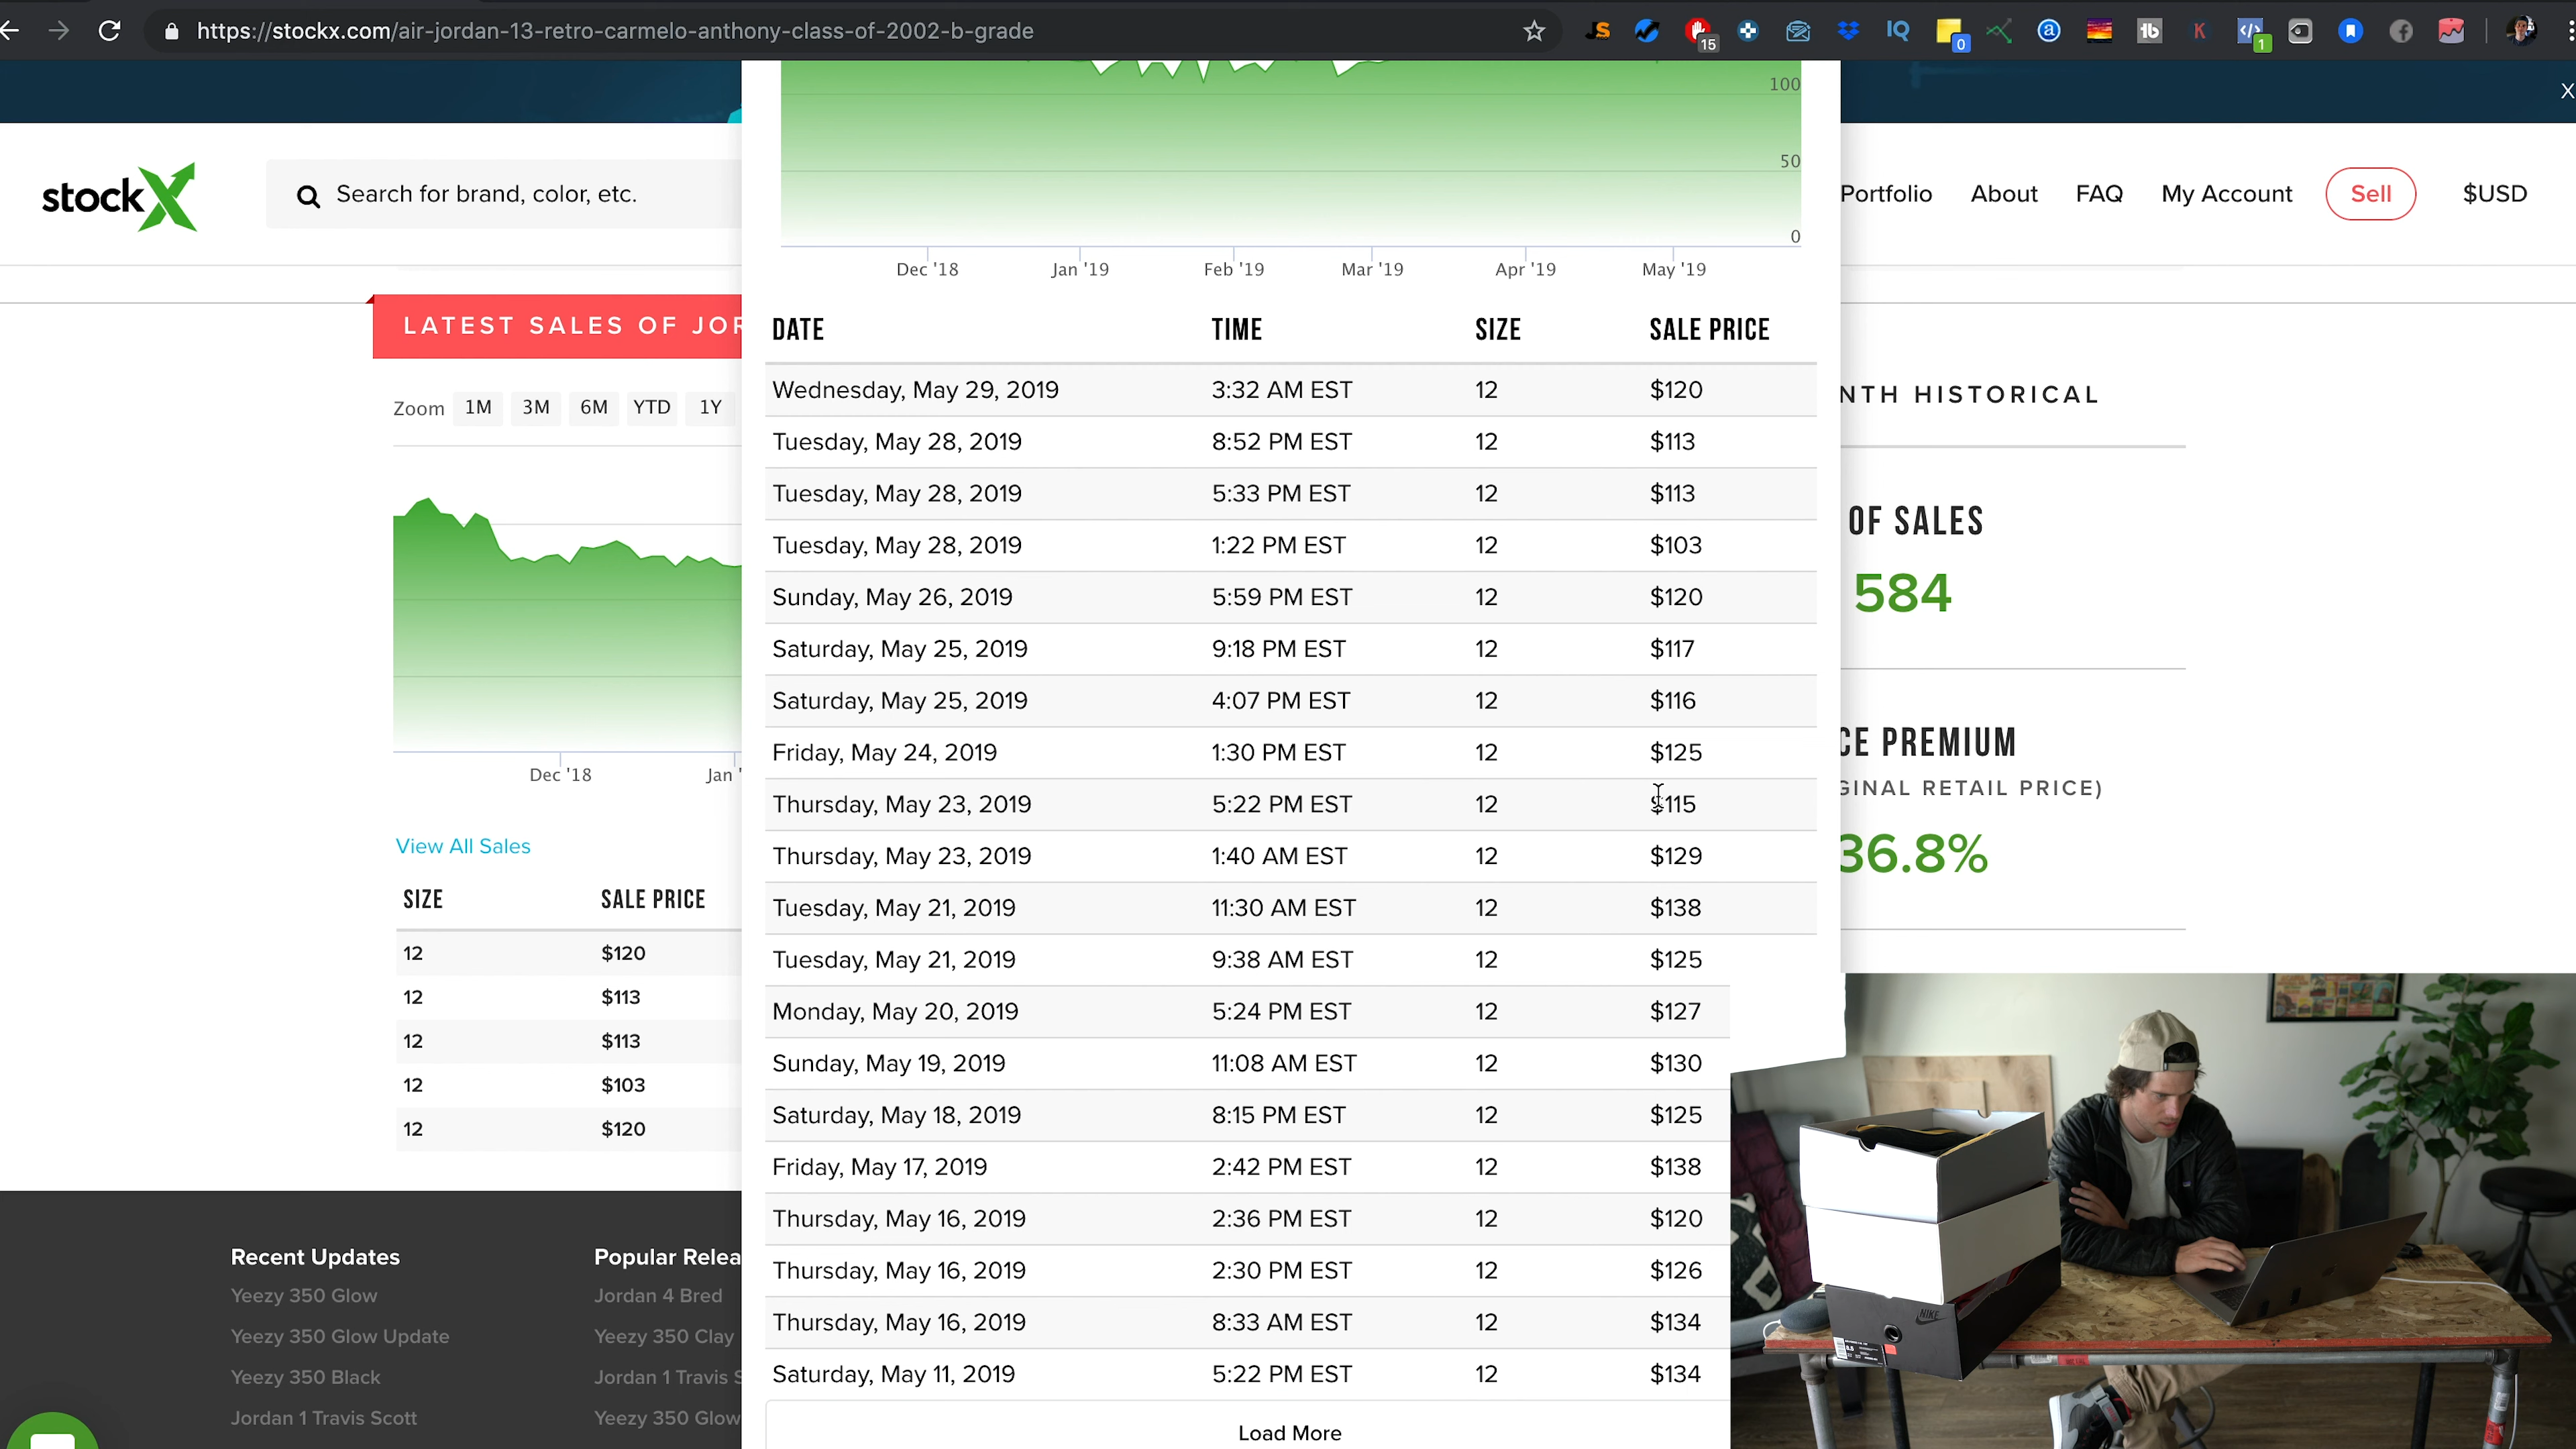 https://stockx.com/air-jordan-13-retro-carmelo-anthony-class-of-2002-b-grade
15
0
1
X
stockX
Search for brand, color, etc.
Portfolio About FAQ My Account Sell $USD
100
50
0
Dec '18 Jan '19 Feb '19 Mar '19 Apr '19 May '19
DATE TIME SIZE SALE PRICE
Wednesday, May 29, 2019 3:32 AM EST 12 $120
Tuesday, May 28, 2019 8:52 PM EST 12 $113
Tuesday, May 28, 2019 5:33 PM EST 12 $113
Tuesday, May 28, 2019 1:22 PM EST 12 $103
Sunday, May 26, 2019 5:59 PM EST 12 $120
Saturday, May 25, 2019 9:18 PM EST 12 $117
Saturday, May 25, 2019 4:07 PM EST 12 $116
Friday, May 24, 2019 1:30 PM EST 12 $125
Thursday, May 23, 2019 5:22 PM EST 12 $115
Thursday, May 23, 2019 1:40 AM EST 12 $129
Tuesday, May 21, 2019 11:30 AM EST 12 $138
Tuesday, May 21, 2019 9:38 AM EST 12 $125
Monday, May 20, 2019 5:24 PM EST 12 $127
Sunday, May 19, 2019 11:08 AM EST 12 $130
Saturday, May 18, 2019 8:15 PM EST 12 $125
Friday, May 17, 2019 2:42 PM EST 12 $138
Thursday, May 16, 2019 2:36 PM EST 12 $120
Thursday, May 16, 2019 2:30 PM EST 12 $126
Thursday, May 16, 2019 8:33 AM EST 12 $134
Saturday, May 11, 2019 5:22 PM EST 12 $134
Load More
LATEST SALES OF JOR
Zoom 1M 3M 6M YTD 1Y
Dec '18 Jan '
View All Sales
SIZE SALE PRICE
12 $120
12 $113
12 $113
12 $103
12 $120
NTH HISTORICAL
OF SALES
584
CE PREMIUM
GINAL RETAIL PRICE)
36.8%
Recent Updates
Yeezy 350 Glow
Yeezy 350 Glow Update
Yeezy 350 Black
Jordan 1 Travis Scott
Popular Relea
Jordan 4 Bred
Yeezy 350 Clay
Jordan 1 Travis S
Yeezy 350 Glow
NIKE